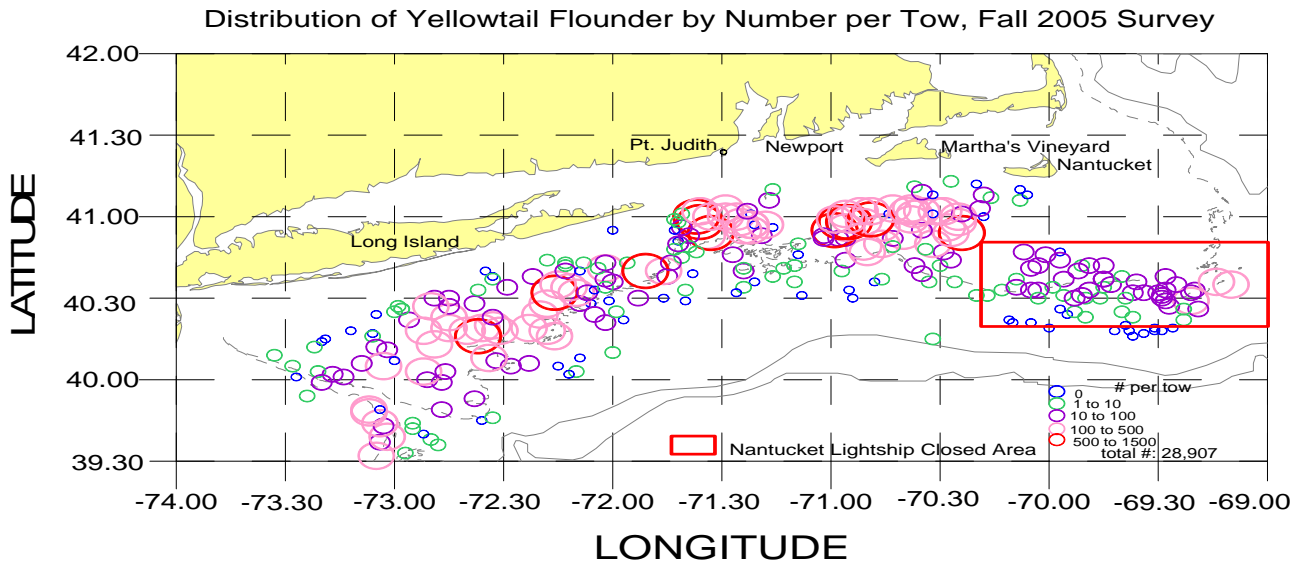 Distribution of Yellowtail Flounder by Number per Tow, Fall 2005 Survey
42.00
41.30
41.00
40.30
40.00
39.30
LATITUDE
Pt. Judith
Newport
Martha's Vineyard
Nantucket
Long Island
# per tow
0
1 to 10
10 to 100
100 to 500
500 to 1500
total #: 28,907
Nantucket Lightship Closed Area
-74.00 -73.30 -73.00 -72.30 -72.00 -71.30 -71.00 -70.30 -70.00 -69.30 -69.00
LONGITUDE